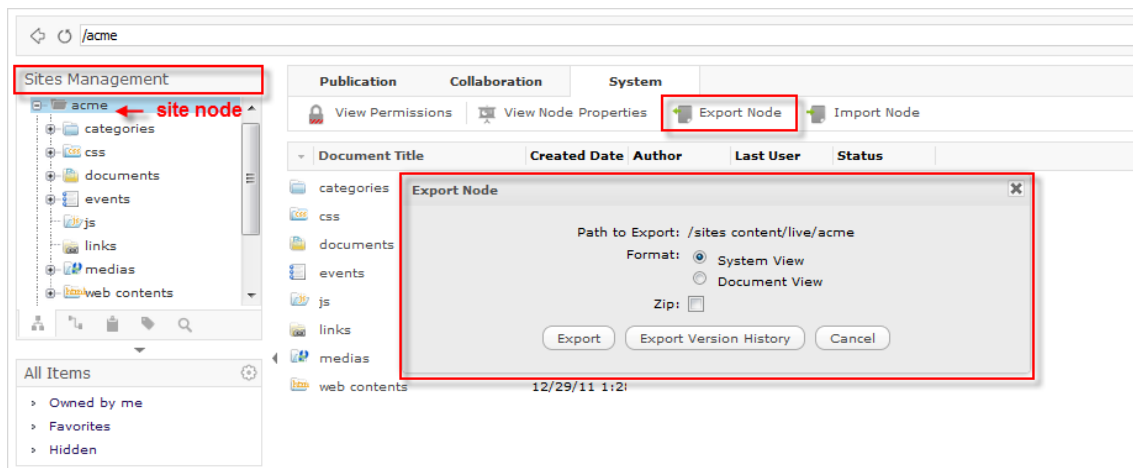 /acme
Sites Management
acme
site node
categories
css
documents
events
js
links
medias
web contents
All Items
Owned by me
Favorites
Hidden
Publication Collaboration System
View Permissions View Node Properties Export Node Import Node
Document Title Created Date Author Last User Status
categories
css
documents
events
js
links
medias
web contents 12/29/11 1:2
Export Node
Path to Export: /sites content/live/acme
Format: System View
Document View
Zip:
Export Export Version History Cancel